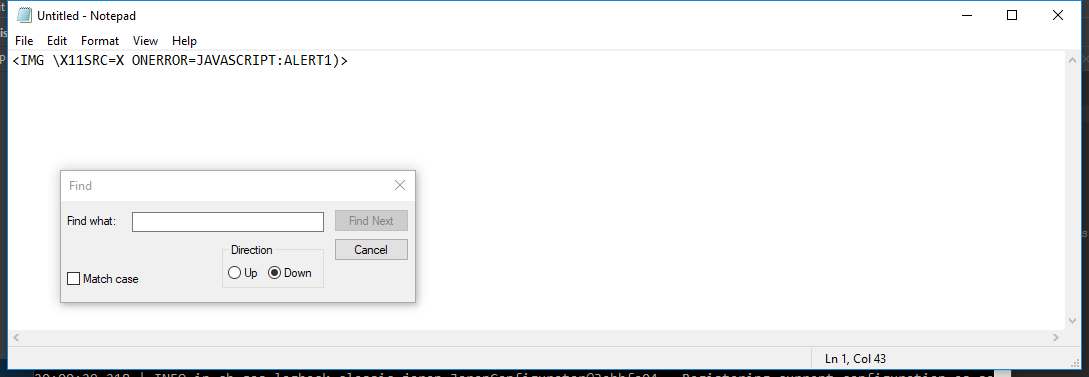 Untitled - Notepad
File Edit Format View Help
<IMG \X11SRC=X ONERROR=JAVASCRIPT:ALERT1)>
Find
Find what:
Find Next
Direction
Cancel
Up Down
Match case
Ln 1, Col 43